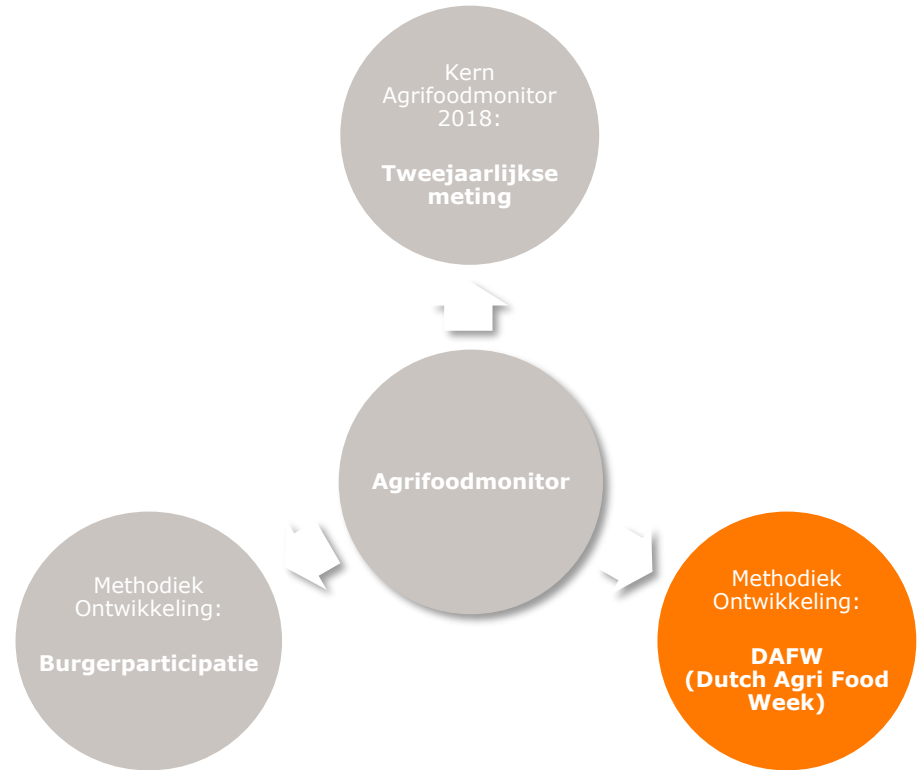 Kern
Agrifoodmonitor
2018:
Tweejaarlijkse
meting
Agrifoodmonitor
Methodiek
Ontwikkeling:
Burgerparticipatie
Methodiek
Ontwikkeling:
DAFW
(Dutch Agri Food
Week)